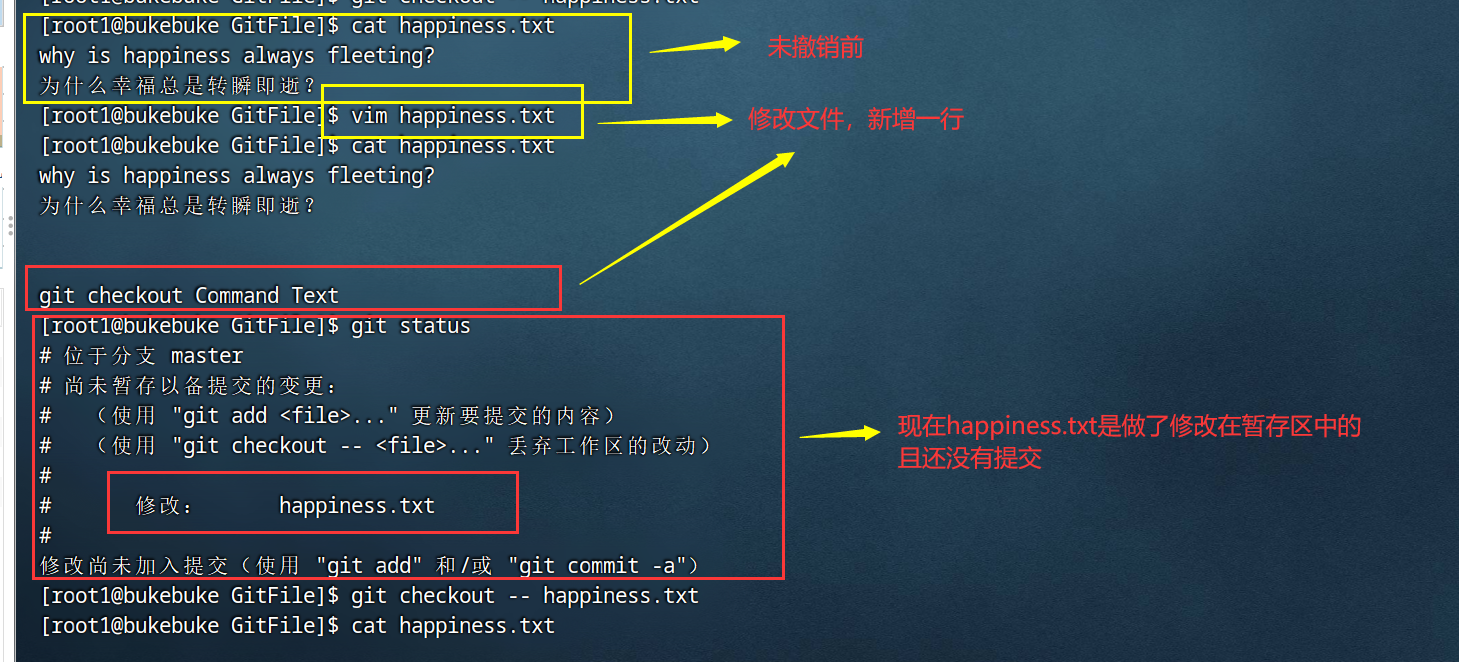 [root1@bukebuke GitFile]$ git checkout -- happiness.txt
[root1@bukebuke GitFile]$ cat happiness.txt
why is happiness always fleeting?
为什么幸福总是转瞬即逝？
未撤销前
[root1@bukebuke GitFile]$ vim happiness.txt
修改文件，新增一行
[root1@bukebuke GitFile]$ cat happiness.txt
why is happiness always fleeting?
为什么幸福总是转瞬即逝？
git checkout Command Text
[root1@bukebuke GitFile]$ git status
# 位于分支 master
# 尚未暂存以备提交的变更：
#   （使用 "git add <file>..." 更新要提交的内容）
#   （使用 "git checkout -- <file>..." 丢弃工作区的改动）
#
#       修改：      happiness.txt
#
修改尚未加入提交（使用 "git add" 和/或 "git commit -a"）
现在happiness.txt是做了修改在暂存区中的
且还没有提交
[root1@bukebuke GitFile]$ git checkout -- happiness.txt
[root1@bukebuke GitFile]$ cat happiness.txt